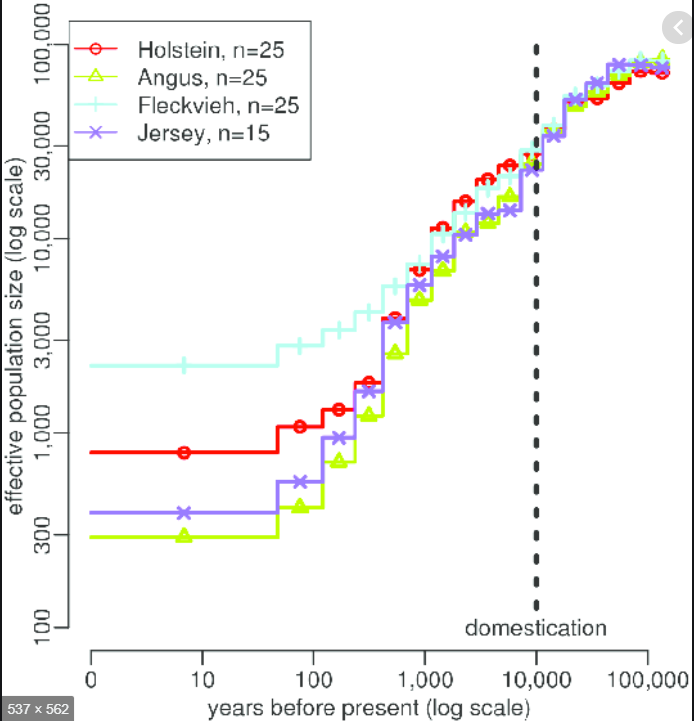 Holstein, n=25
Angus, n=25
Fleckvieh, n=25
Jersey, n=15
effective population size (log scale)
100,000
30,000
10,000
3,000
1,000
300
100
domestication
0 10 100 1,000 10,000 100,000
years before present (log scale)
537 × 562